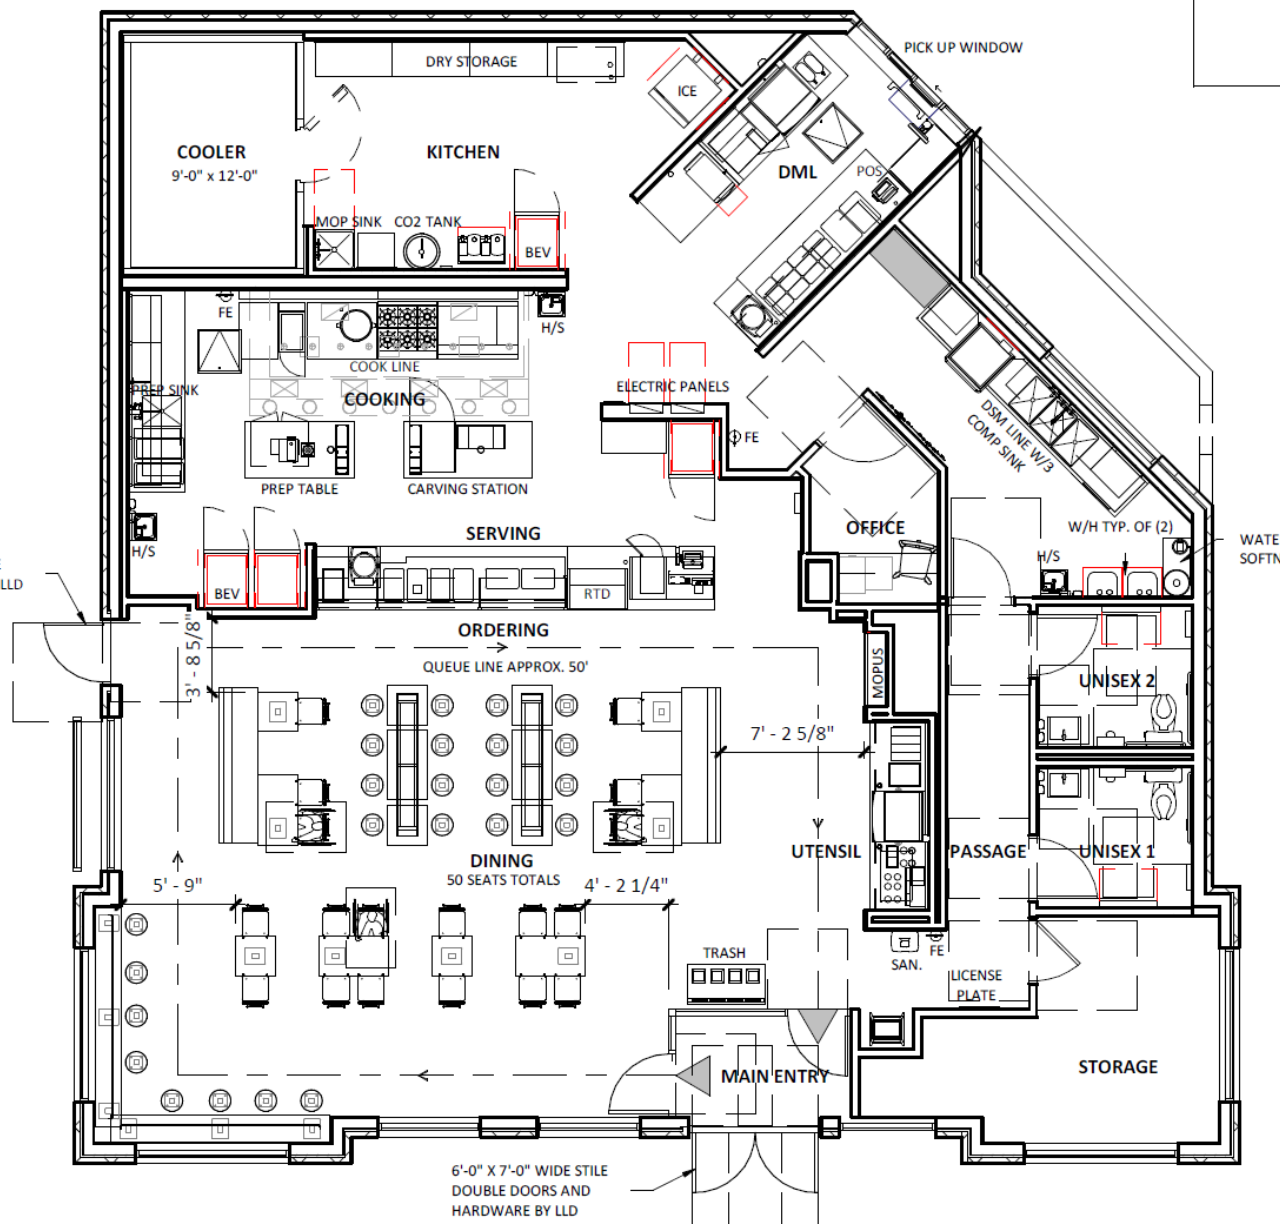 PICK UP WINDOW
DRY STORAGE
ICE
COOLER
9'-0" x 12'-0"
KITCHEN
DML
POS
MOP SINK
CO2 TANK
BEV
FE
H/S
COOK LINE
PREP SINK
COOKING
ELECTRIC PANELS
FE
DSM LINE W/3
COMP SINK
PREP TABLE
CARVING STATION
SERVING
OFFICE
W/H TYP. OF (2)
H/S
H/S
WATE
SOFTN
LLD
BEV
RTD
3' - 8 5/8"
ORDERING
QUEUE LINE APPROX. 50'
MOPUS
UNISEX 2
7' - 2 5/8"
UTENSIL
PASSAGE
UNISEX 1
DINING
50 SEATS TOTALS
5' - 9"
4' - 2 1/4"
TRASH
SAN.
FE
LICENSE
PLATE
MAIN ENTRY
STORAGE
6'-0" X 7'-0" WIDE STILE
DOUBLE DOORS AND
HARDWARE BY LLD